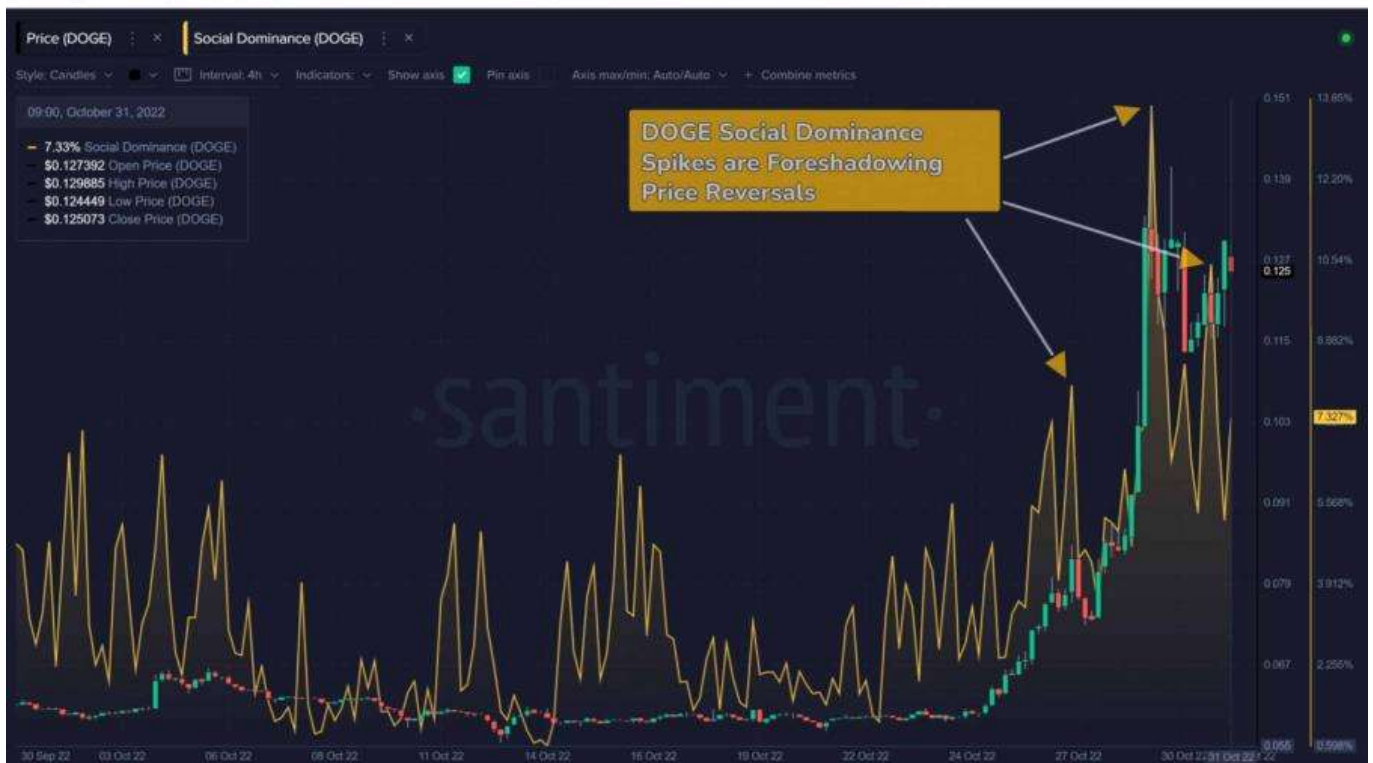 Price (DOGE)
Social Dominance (DOGE)
Style: Candles
Interval: 4h
Indicators:
Show axis
Pin axis
Axis max/min: Auto/Auto
+ Combine metrics
09:00, October 31, 2022
7.33% Social Dominance (DOGE)
$0.127392 Open Price (DOGE)
$0.129885 High Price (DOGE)
$0.124449 Low Price (DOGE)
$0.125073 Close Price (DOGE)
DOGE Social Dominance
Spikes are Foreshadowing
Price Reversals
·santiment·
0.151
0.139
0.127
0.125
0.115
0.103
0.091
0.079
0.067
0.055
13.85%
12.20%
10.54%
8.882%
7.327%
5.568%
3.912%
2.255%
0.598%
30 Sep 22
03 Oct 22
06 Oct 22
08 Oct 22
11 Oct 22
14 Oct 22
16 Oct 22
19 Oct 22
22 Oct 22
24 Oct 22
27 Oct 22
30 Oct
31 Oct 22